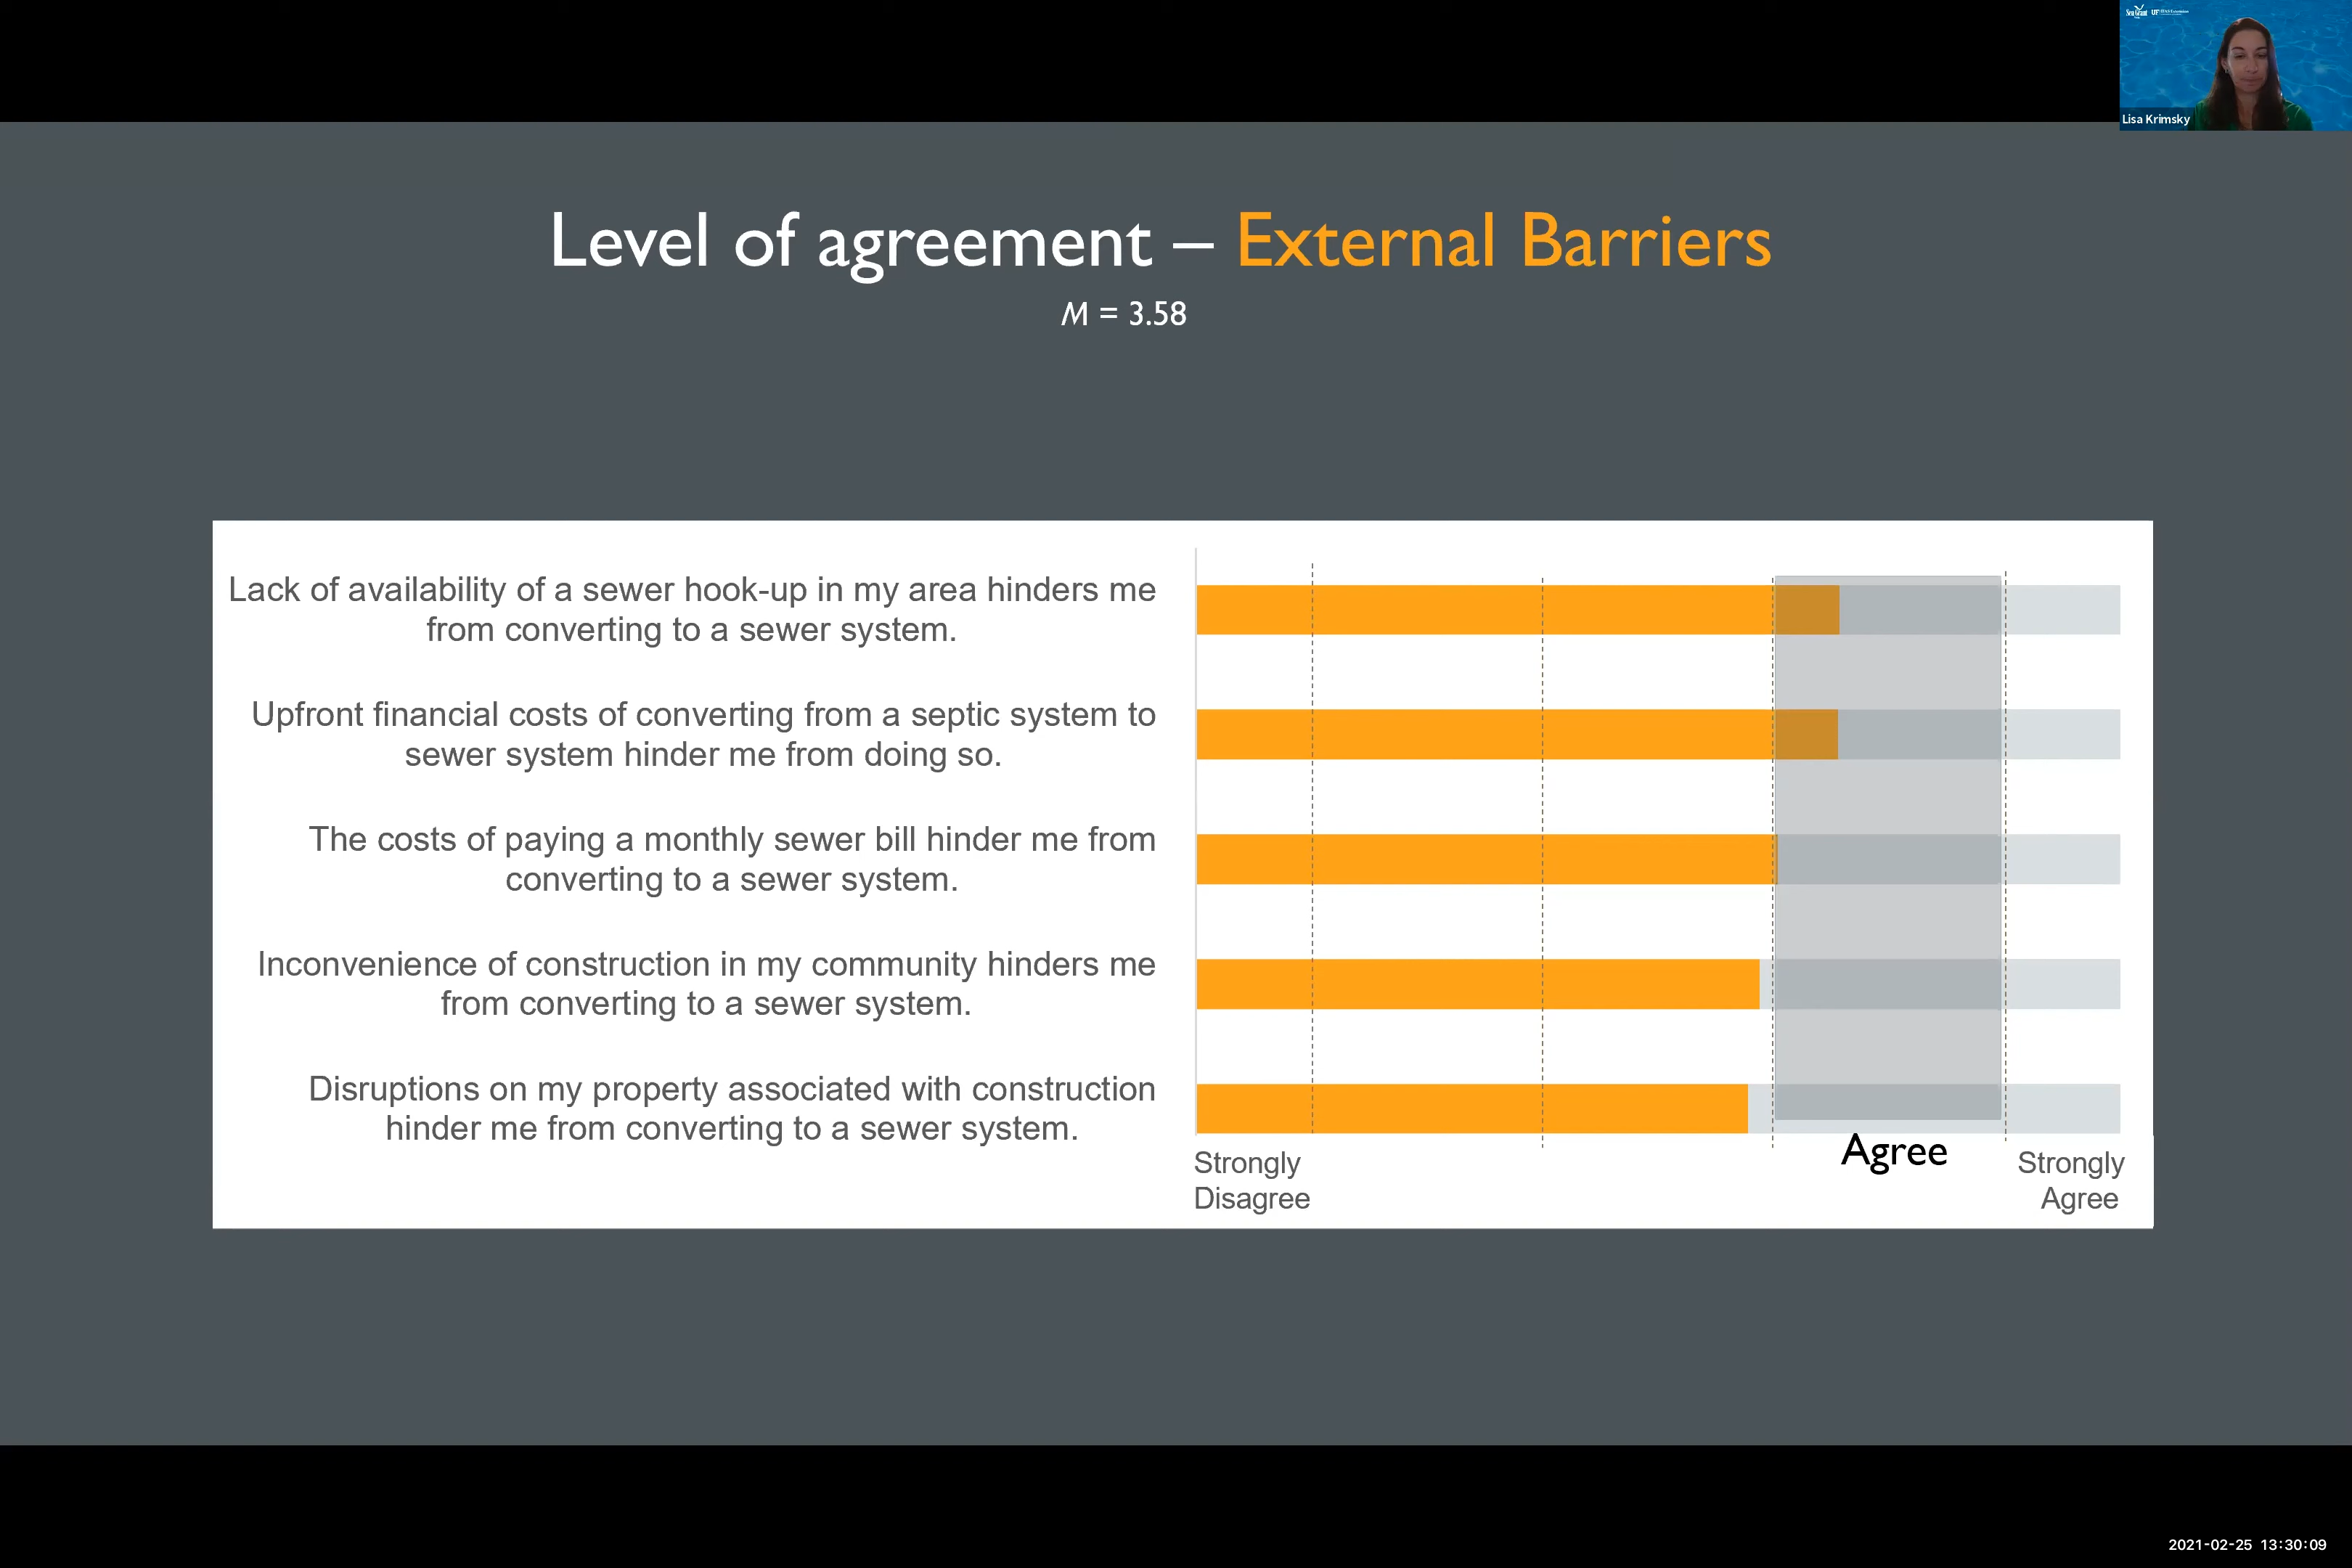 Sea Grant UF
Lisa Krimsky
Level of agreement – External Barriers
M = 3.58
Lack of availability of a sewer hook-up in my area hinders me
from converting to a sewer system.
Upfront financial costs of converting from a septic system to
sewer system hinder me from doing so.
The costs of paying a monthly sewer bill hinder me from
converting to a sewer system.
Inconvenience of construction in my community hinders me
from converting to a sewer system.
Disruptions on my property associated with construction
hinder me from converting to a sewer system.
Strongly
Disagree
Agree
Strongly
Agree
2021-02-25 13:30:09